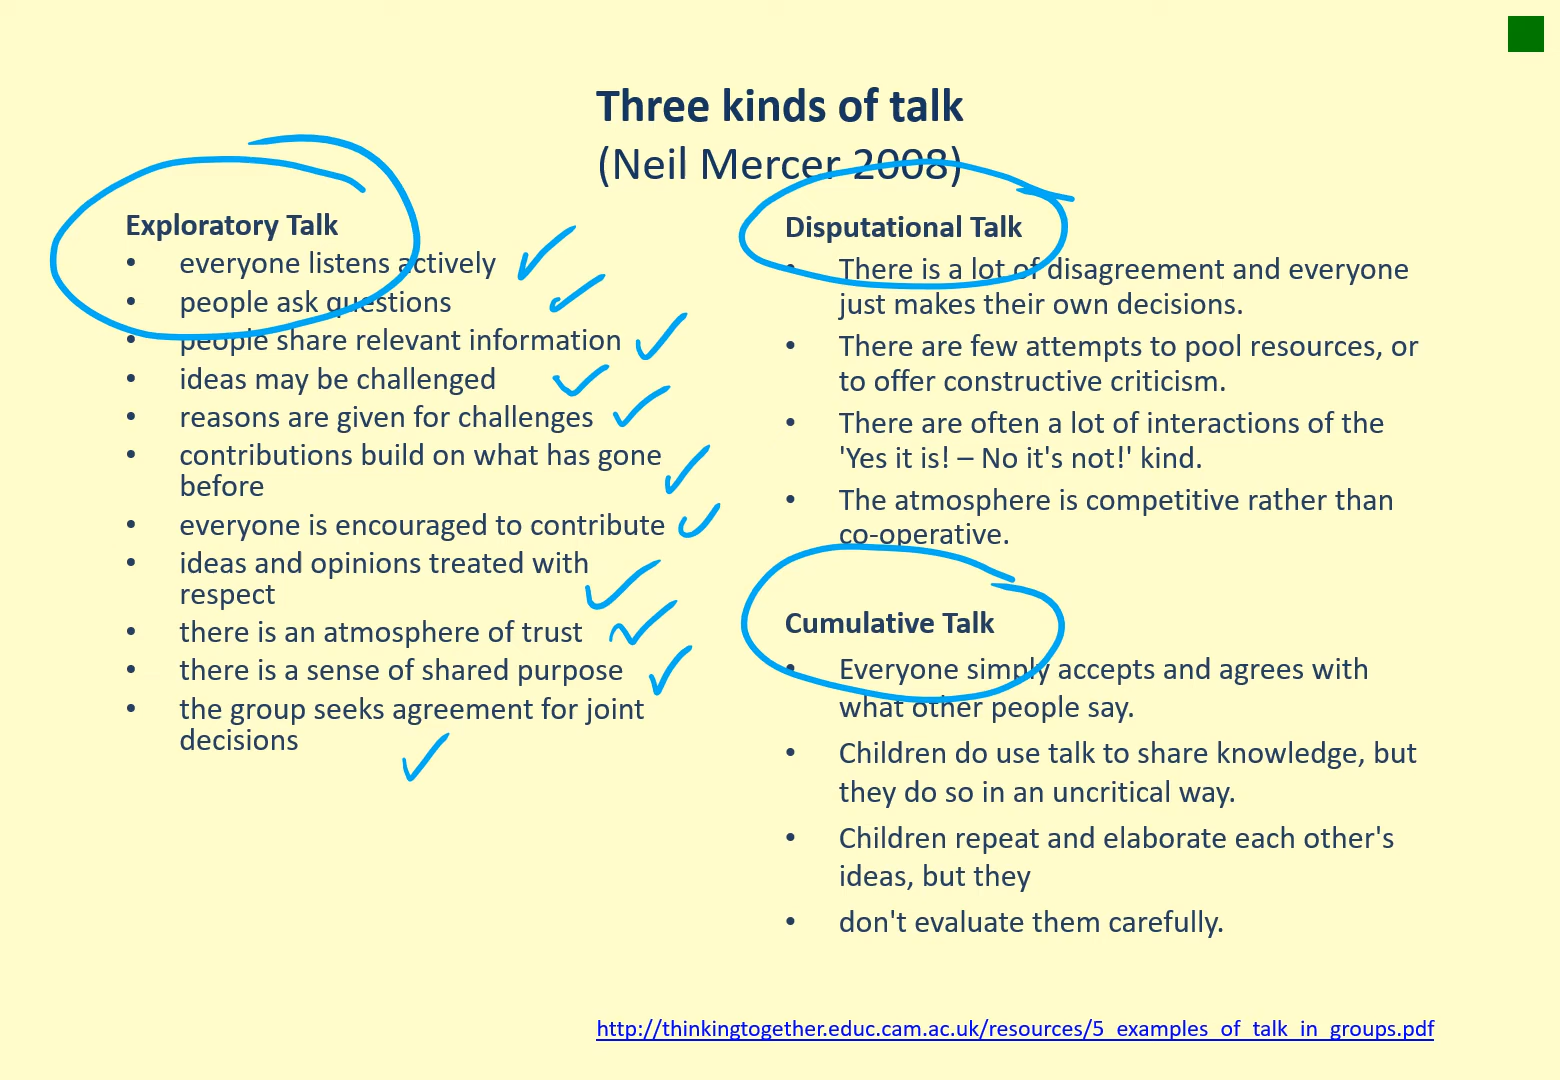 Three kinds of talk
(Neil Mercer 2008)
Exploratory Talk
• everyone listens actively
• people ask questions
• people share relevant information
• ideas may be challenged
• reasons are given for challenges
• contributions build on what has gone
before
• everyone is encouraged to contribute
• ideas and opinions treated with
respect
• there is an atmosphere of trust
• there is a sense of shared purpose
• the group seeks agreement for joint
decisions
Disputational Talk
• There is a lot of disagreement and everyone
just makes their own decisions.
• There are few attempts to pool resources, or
to offer constructive criticism.
• There are often a lot of interactions of the
'Yes it is! – No it's not!' kind.
• The atmosphere is competitive rather than
co-operative.
Cumulative Talk
• Everyone simply accepts and agrees with
what other people say.
• Children do use talk to share knowledge, but
they do so in an uncritical way.
• Children repeat and elaborate each other's
ideas, but they
• don't evaluate them carefully.
http://thinkingtogether.educ.cam.ac.uk/resources/5_examples_of_talk_in_groups.pdf